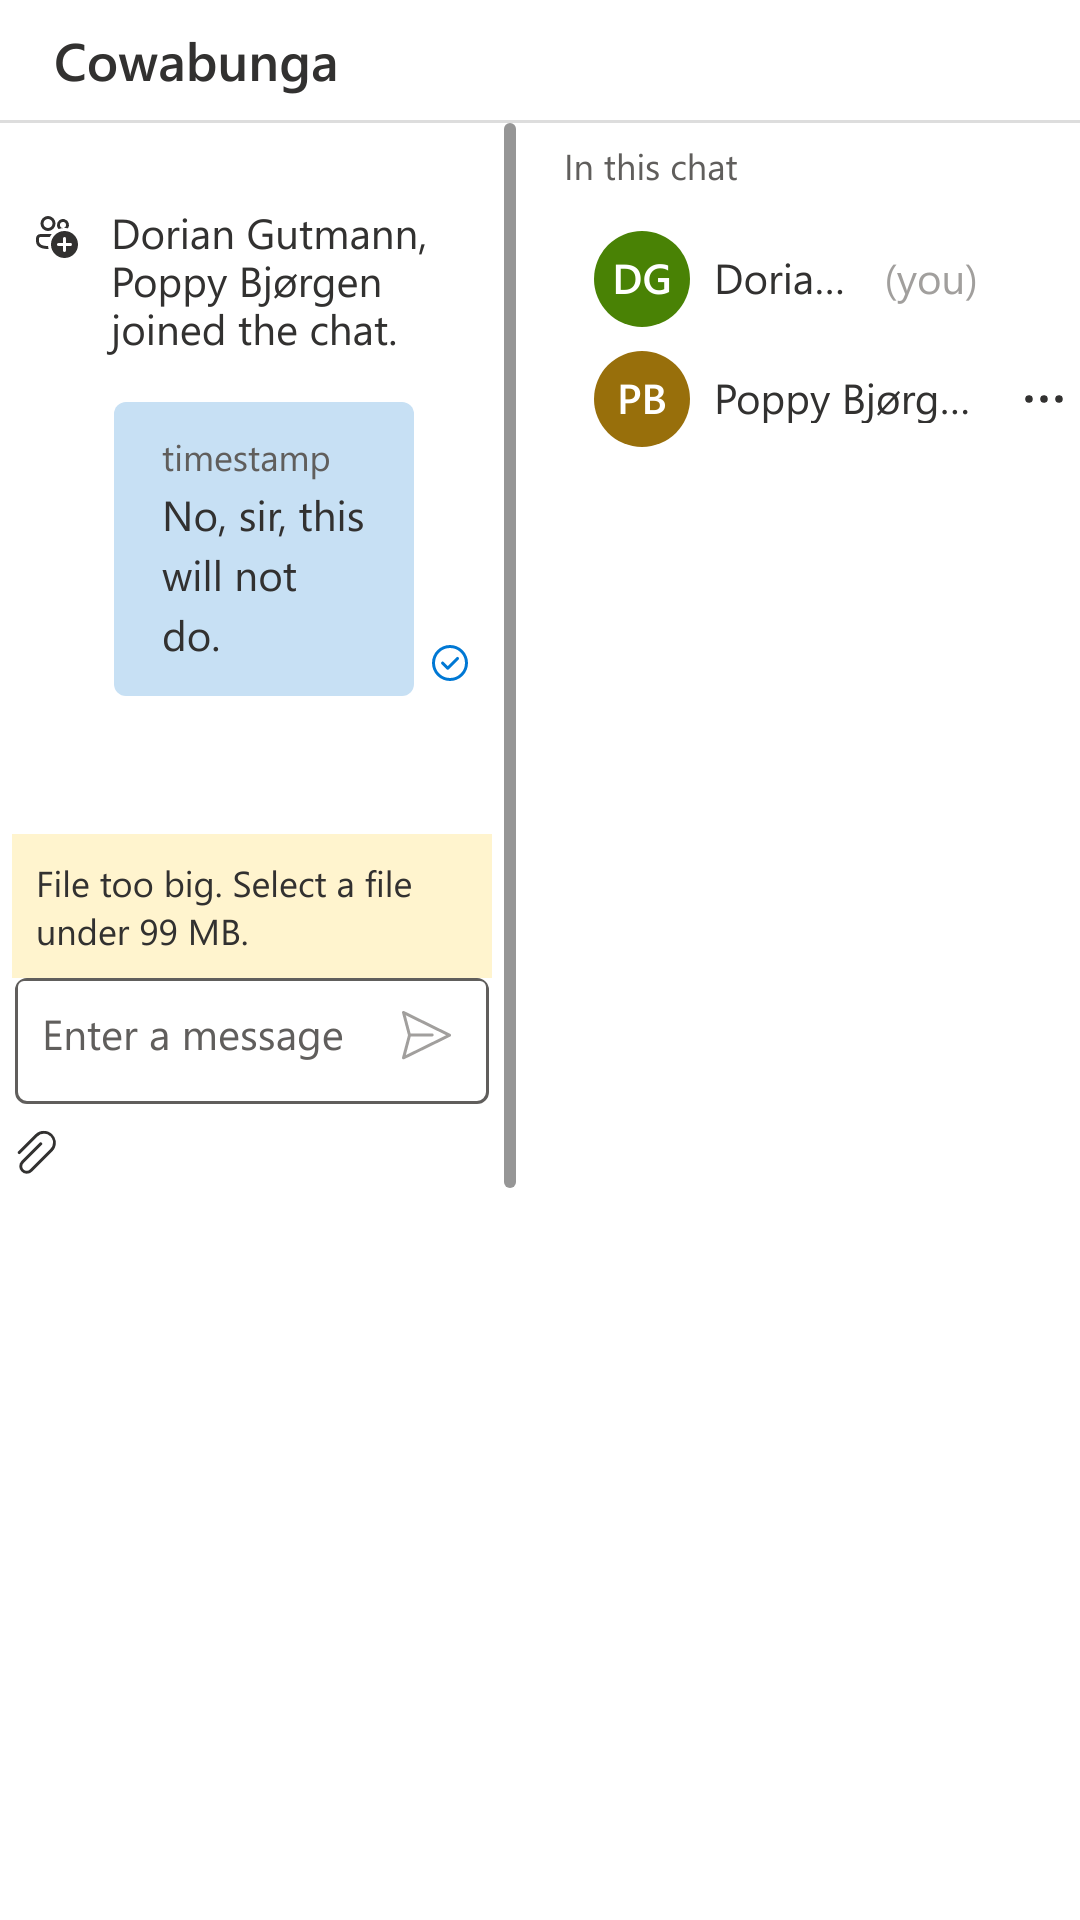 Cowabunga
Dorian Gutmann,
Poppy Bjørgen
joined the chat.
timestamp
No, sir, this
will not
do.
File too big. Select a file
under 99 MB.
Enter a message
In this chat
DG Doria... (you)
PB Poppy Bjørg...